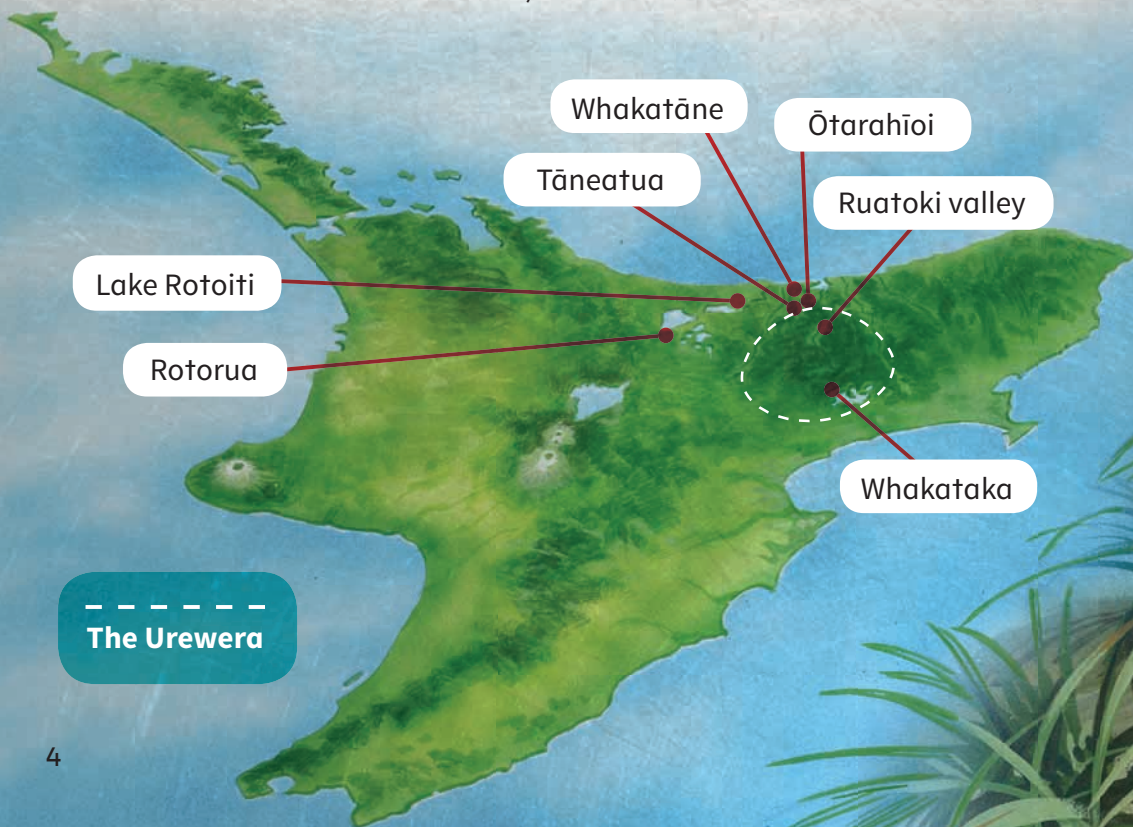 Whakatāne
Ōtarahīoi
Tāneatua
Ruatoki valley
Lake Rotoiti
Rotorua
Whakataka
The Urewera
4